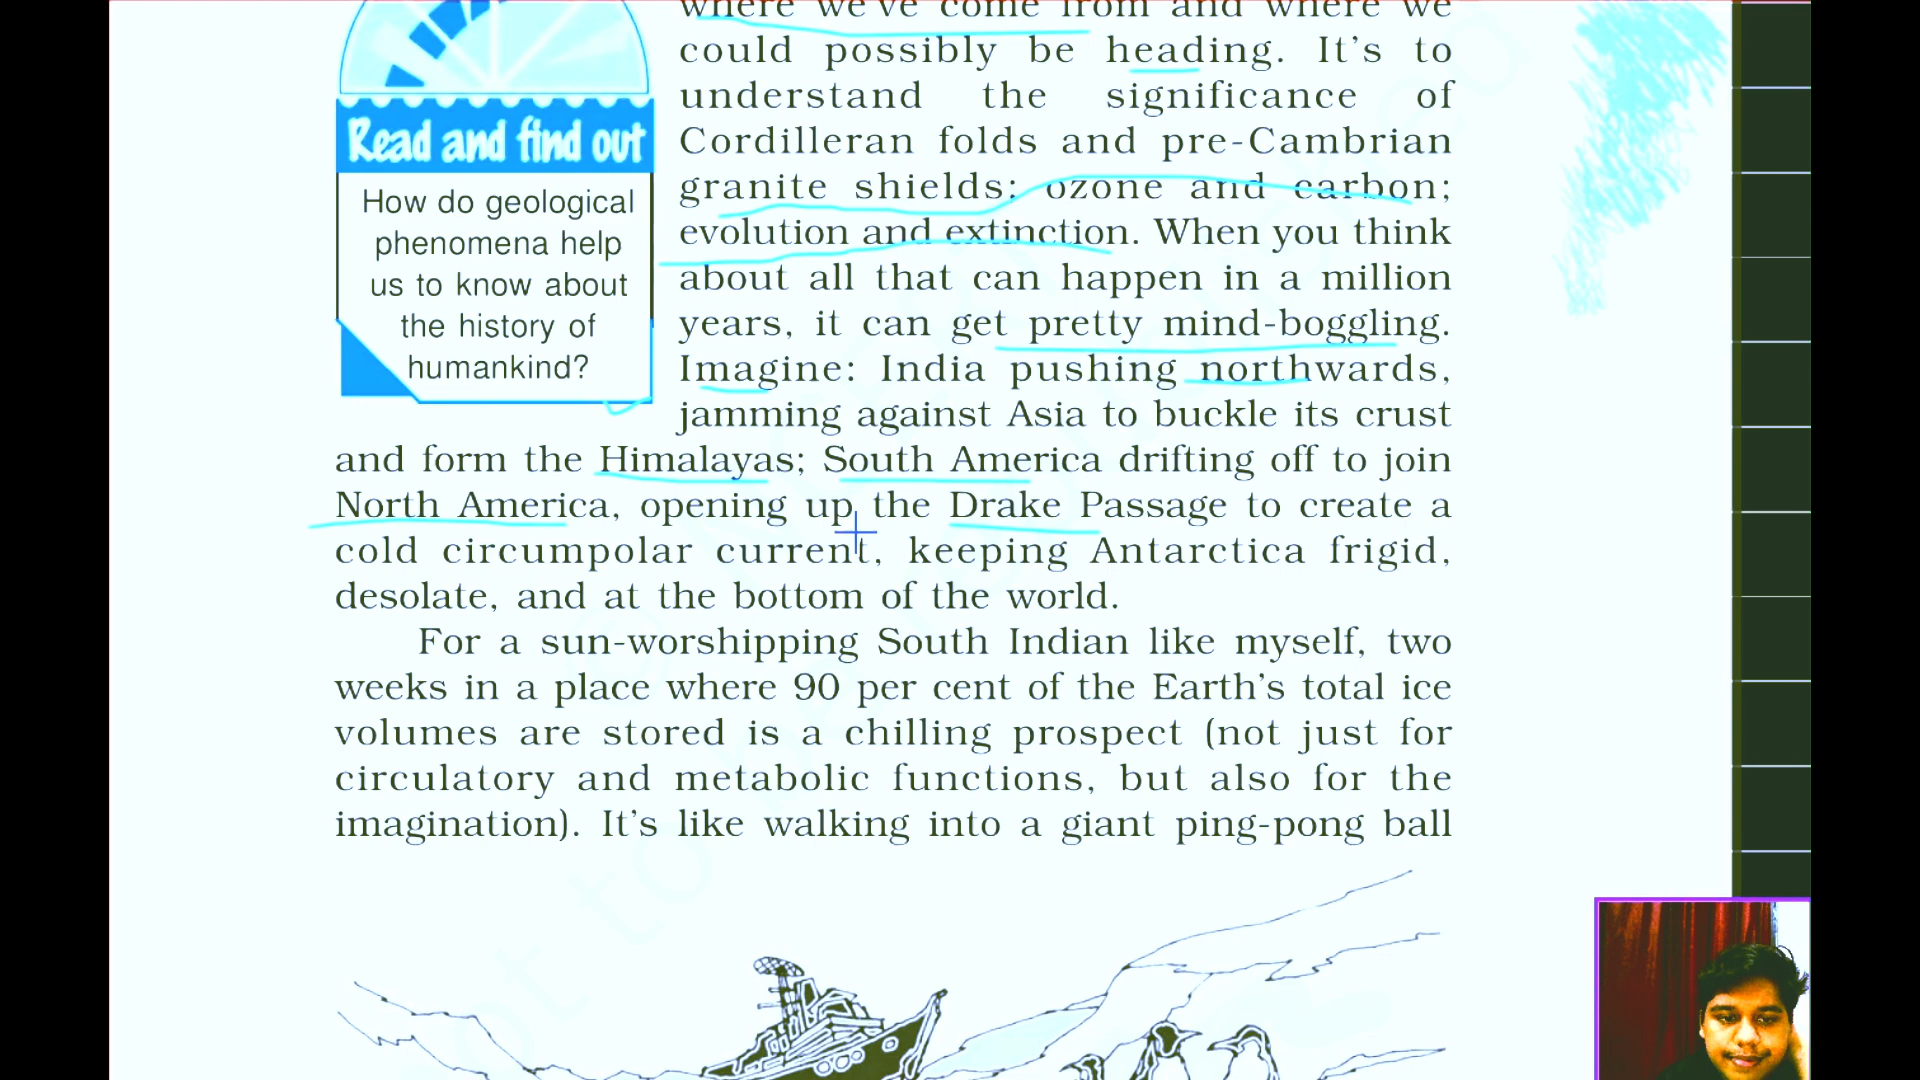 where we've come from and where we
could possibly be heading. It's to
understand the significance of
Cordilleran folds and pre-Cambrian
granite shields; ozone and carbon;
evolution and extinction. When you think
about all that can happen in a million
years, it can get pretty mind-boggling.
Imagine: India pushing northwards,
jamming against Asia to buckle its crust
and form the Himalayas; South America drifting off to join
North America, opening up the Drake Passage to create a
cold circumpolar current, keeping Antarctica frigid,
desolate, and at the bottom of the world.
For a sun-worshipping South Indian like myself, two
weeks in a place where 90 per cent of the Earth's total ice
volumes are stored is a chilling prospect (not just for
circulatory and metabolic functions, but also for the
imagination). It's like walking into a giant ping-pong ball
Read and find out
How do geological
phenomena help
us to know about
the history of
humankind?